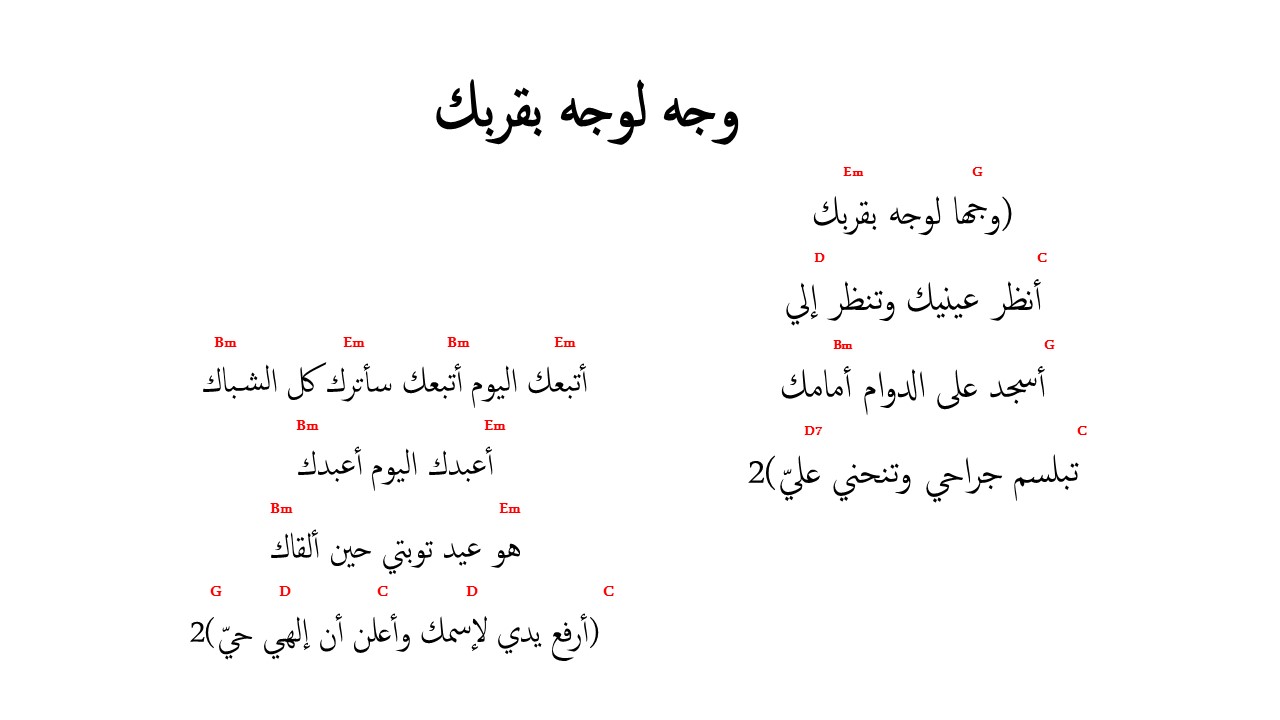 وجه لوجه بقربك
Em G
(وجها لوجه بقربك
D C
أنظر عينيك وتنظر إلي
Bm G
أسجد على الدوام أمامك
D7 C
تبلسم جراحي وتنحني عليّ)2
Bm Em Bm Em
أتبعك اليوم أتبعك سأترك كل الشباك
Bm Em
أعبدك اليوم أعبدك
Bm Em
هو عيد توبتي حين ألقاك
G D C D C
(أرفع يدي لإسمك وأعلن أن إلهي حيّ)2